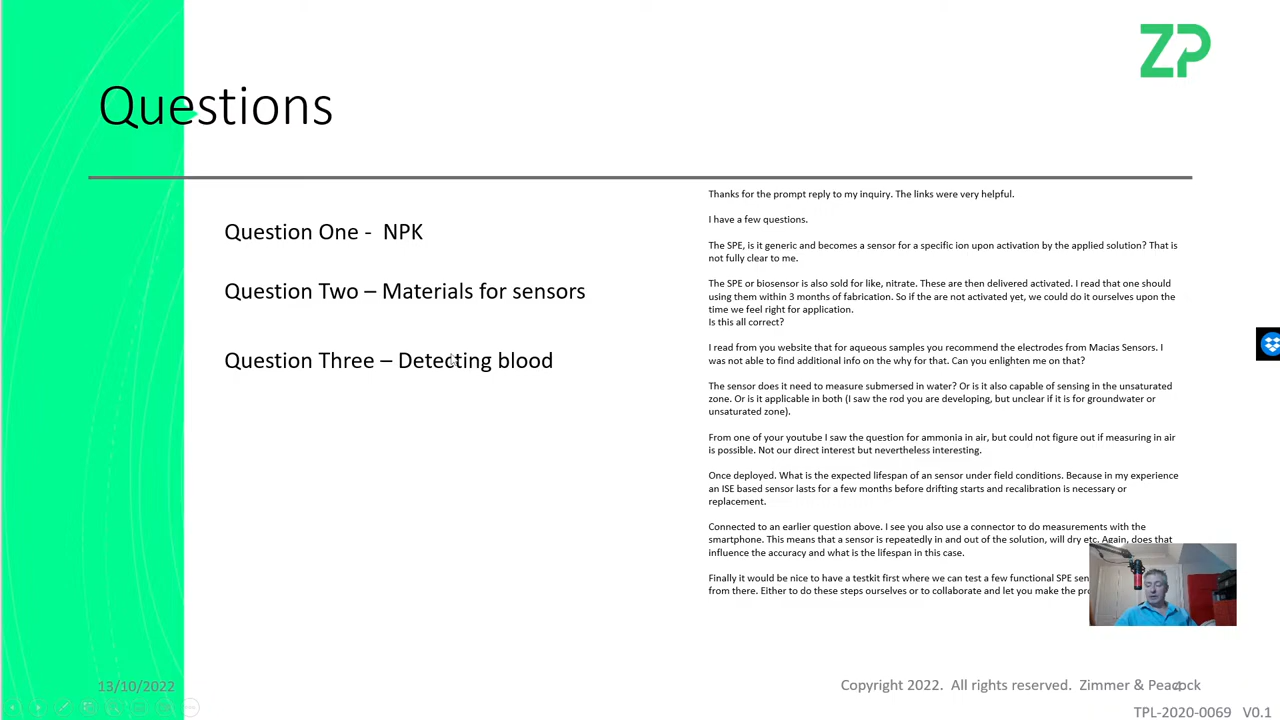 ZP
Questions
Question One - NPK
Question Two – Materials for sensors
Question Three – Detecting blood
Thanks for the prompt reply to my inquiry. The links were very helpful.
I have a few questions.
The SPE, is it generic and becomes a sensor for a specific ion upon activation by the applied solution? That is
not fully clear to me.
The SPE or biosensor is also sold for like, nitrate. These are then delivered activated. I read that one should
using them within 3 months of fabrication. So if the are not activated yet, we could do it ourselves upon the
time we feel right for application.
Is this all correct?
I read from you website that for aqueous samples you recommend the electrodes from Macias Sensors. I
was not able to find additional info on the why for that. Can you enlighten me on that?
The sensor does it need to measure submersed in water? Or is it also capable of sensing in the unsaturated
zone. Or is it applicable in both (I saw the rod you are developing, but unclear if it is for groundwater or
unsaturated zone).
From one of your youtube I saw the question for ammonia in air, but could not figure out if measuring in air
is possible. Not our direct interest but nevertheless interesting.
Once deployed. What is the expected lifespan of an sensor under field conditions. Because in my experience
an ISE based sensor lasts for a few months before drifting starts and recalibration is necessary or
replacement.
Connected to an earlier question above. I see you also use a connector to do measurements with the
smartphone. This means that a sensor is repeatedly in and out of the solution, will dry etc. Again, does that
influence the accuracy and what is the lifespan in this case.
Finally it would be nice to have a testkit first where we can test a few functional SPE
from there. Either to do these steps ourselves or to collaborate and let you make the
13/10/2022
Copyright 2022. All rights reserved. Zimmer & Peacock
4
TPL-2020-0069 V0.1